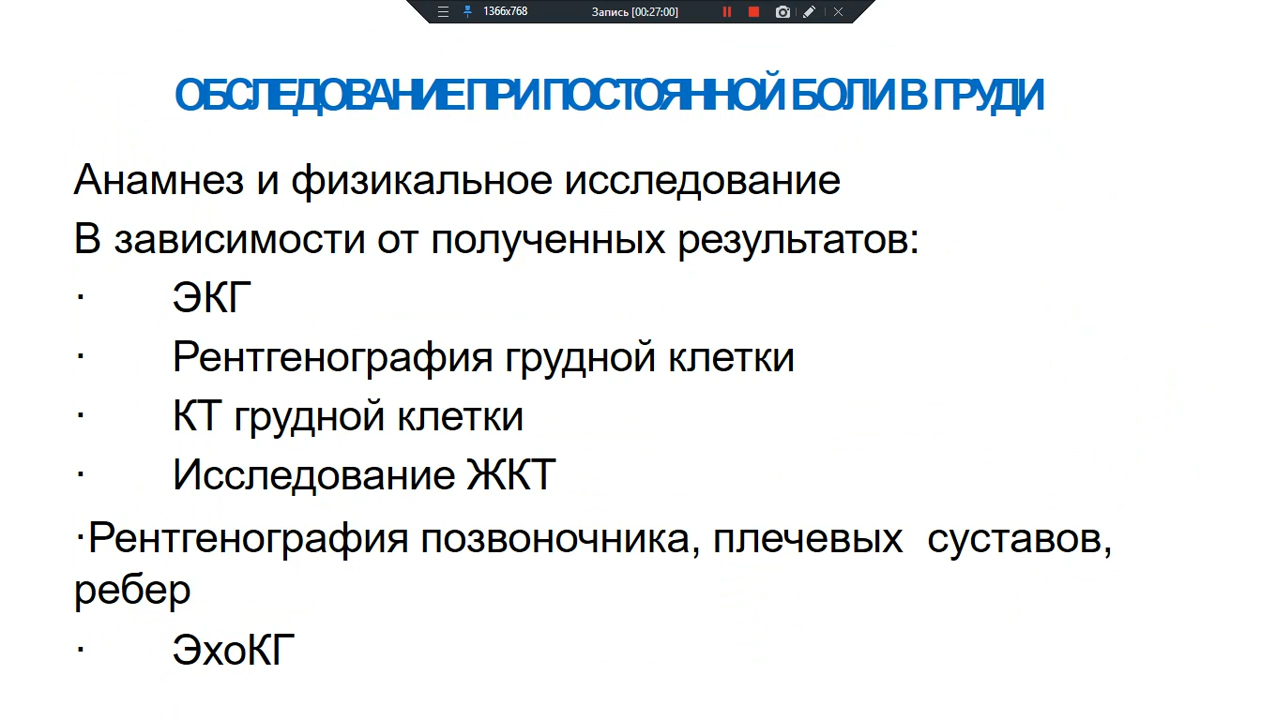 1366x768 Запись [00:27:00]
ОБСЛЕДОВАНИЕ ПРИ ПОСТОЯННОЙ БОЛИ В ГРУДИ
Анамнез и физикальное исследование
В зависимости от полученных результатов:
· ЭКГ
· Рентгенография грудной клетки
· КТ грудной клетки
· Исследование ЖКТ
·Рентгенография позвоночника, плечевых суставов,
ребер
· ЭхоКГ